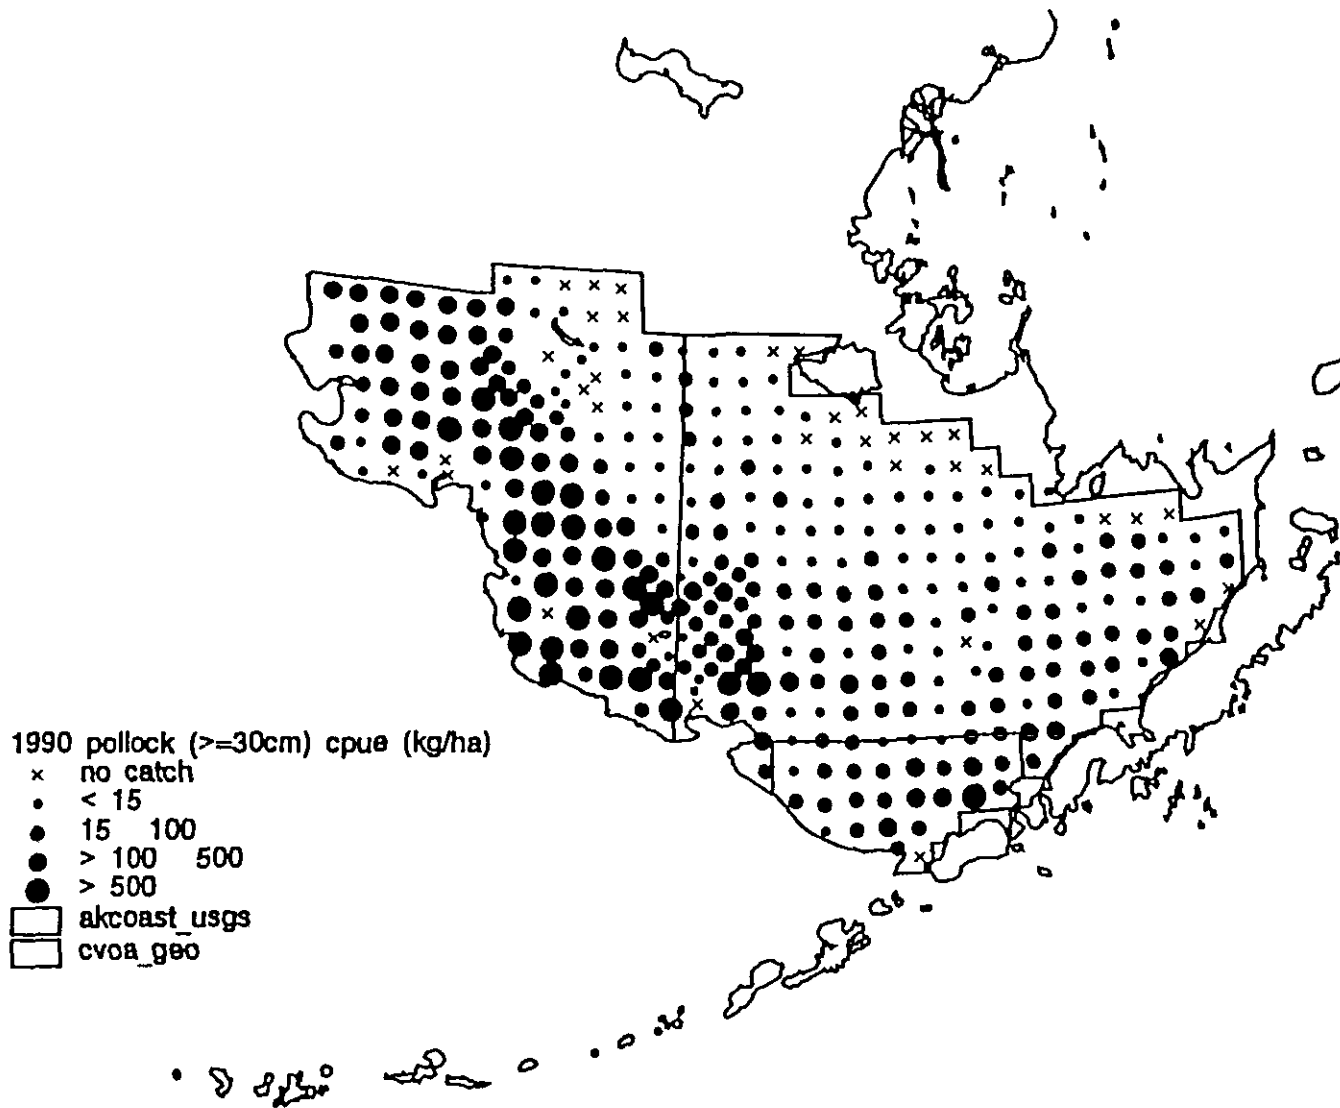 1990 pollock (>=30cm) cpue (kg/ha)
× no catch
< 15
15 100
> 100 500
> 500
akcoast_usgs
cvoa_geo